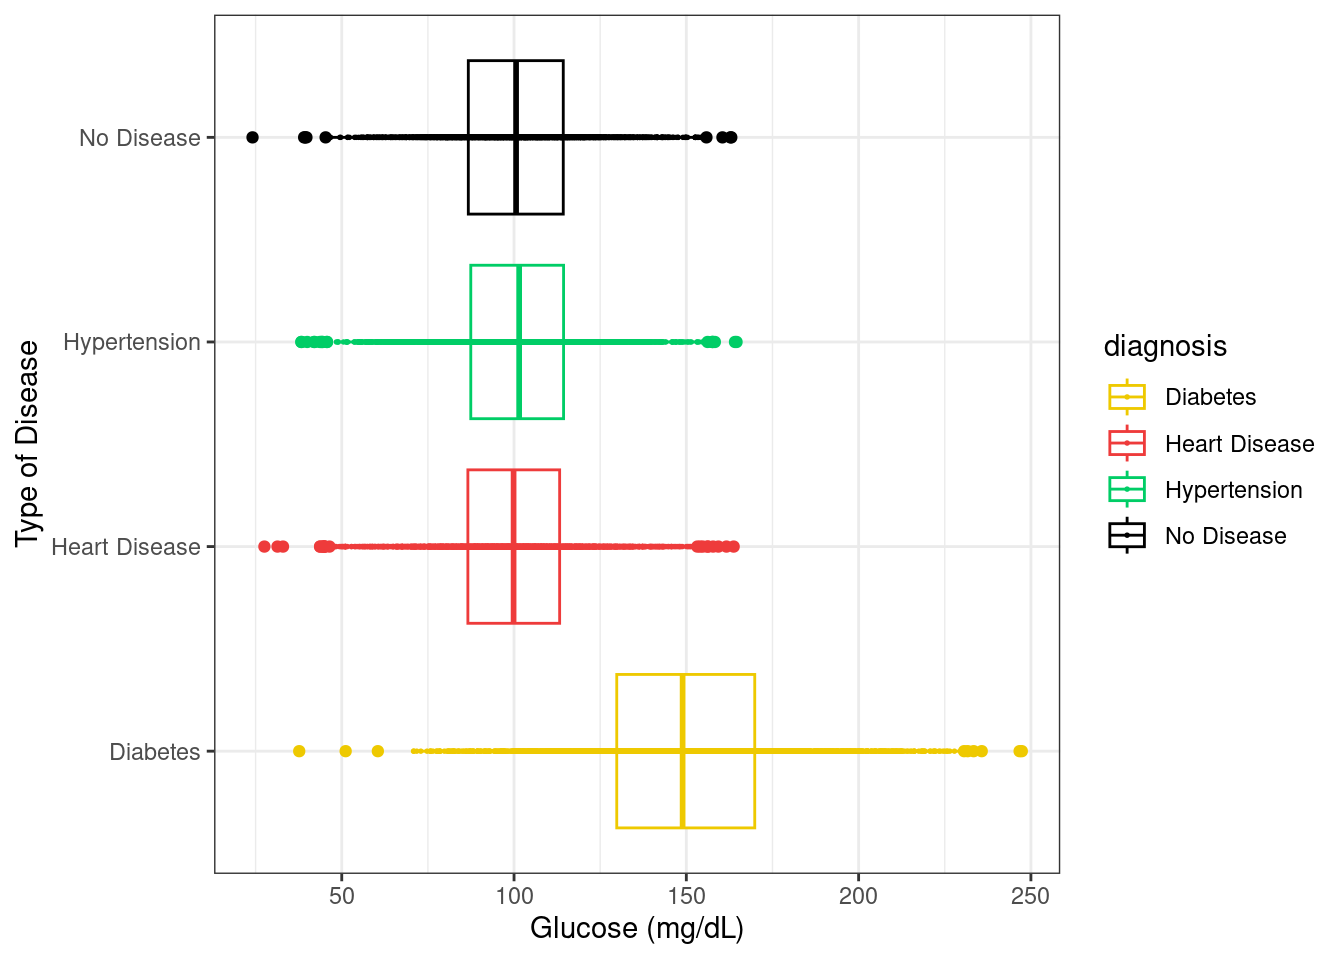 No Disease
Hypertension
Heart Disease
Diabetes
Type of Disease
50 100 150 200 250
Glucose (mg/dL)
diagnosis
Diabetes
Heart Disease
Hypertension
No Disease